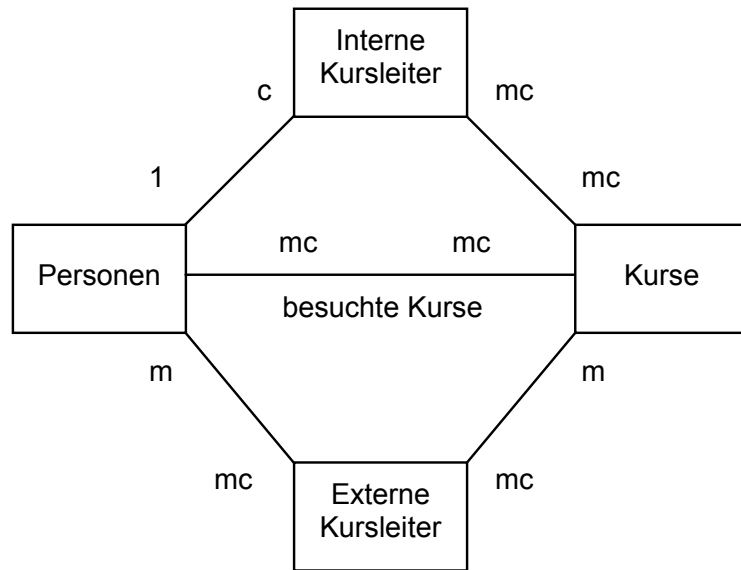 Interne
Kursleiter
c
mc
1
mc
Personen
mc
mc
Kurse
besuchte Kurse
m
m
mc
mc
Externe
Kursleiter